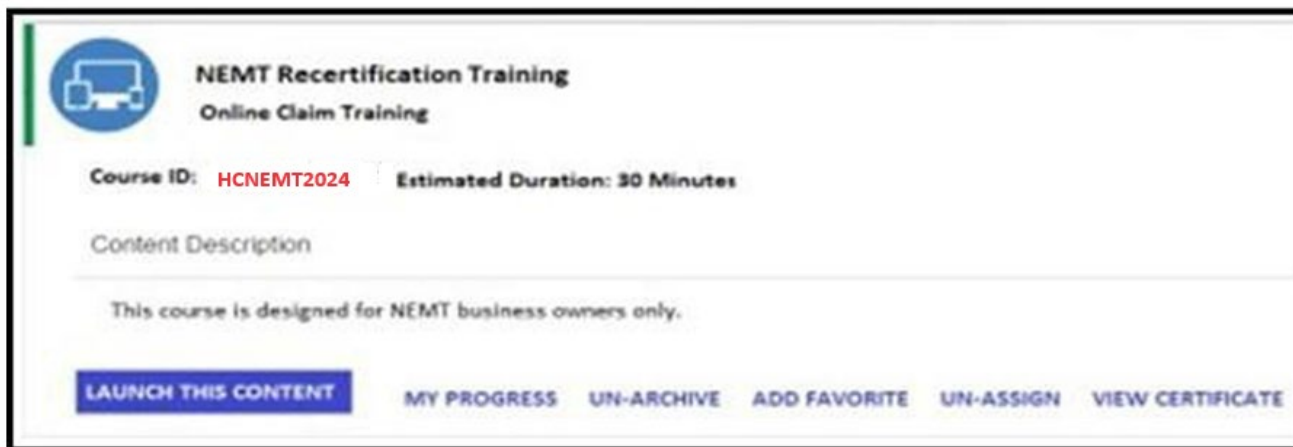 NEMT Recertification Training
Online Claim Training
Course ID: HCNEMT2024 Estimated Duration: 30 Minutes
Content Description
This course is designed for NEMT business owners only.
LAUNCH THIS CONTENT MY PROGRESS UN-ARCHIVE ADD FAVORITE UN-ASSIGN VIEW CERTIFICATE